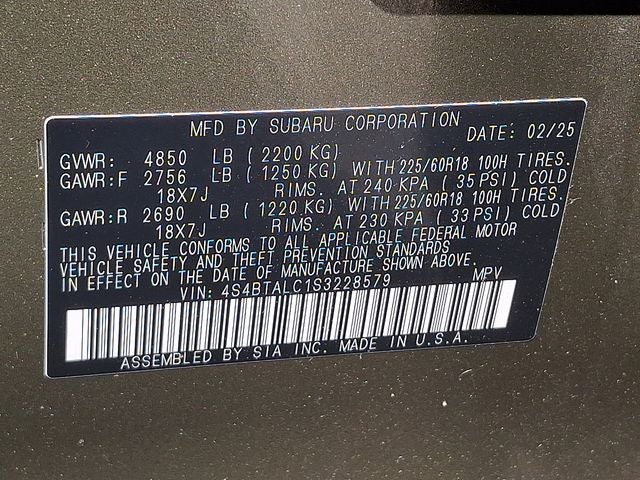 MFD BY SUBARU CORPORATION DATE: 02/25
GVWR: 4850 LB (2200 KG)
GAWR:F 2756 LB (1250 KG) WITH 225/60R18 100H TIRES.
18X7J RIMS. AT 240 KPA (35 PSI) COLD
GAWR:R 2690 LB (1220 KG) WITH 225/60R18 100H TIRES.
18X7J RIMS. AT 230 KPA (33 PSI) COLD
THIS VEHICLE CONFORMS TO ALL APPLICABLE FEDERAL MOTOR
VEHICLE SAFETY AND THEFT PREVENTION STANDARDS
IN EFFECT ON THE DATE OF MANUFACTURE SHOWN ABOVE.
VIN: 4S4BTALC1S3228579 MPV
ASSEMBLED BY SIA INC. MADE IN U.S.A.